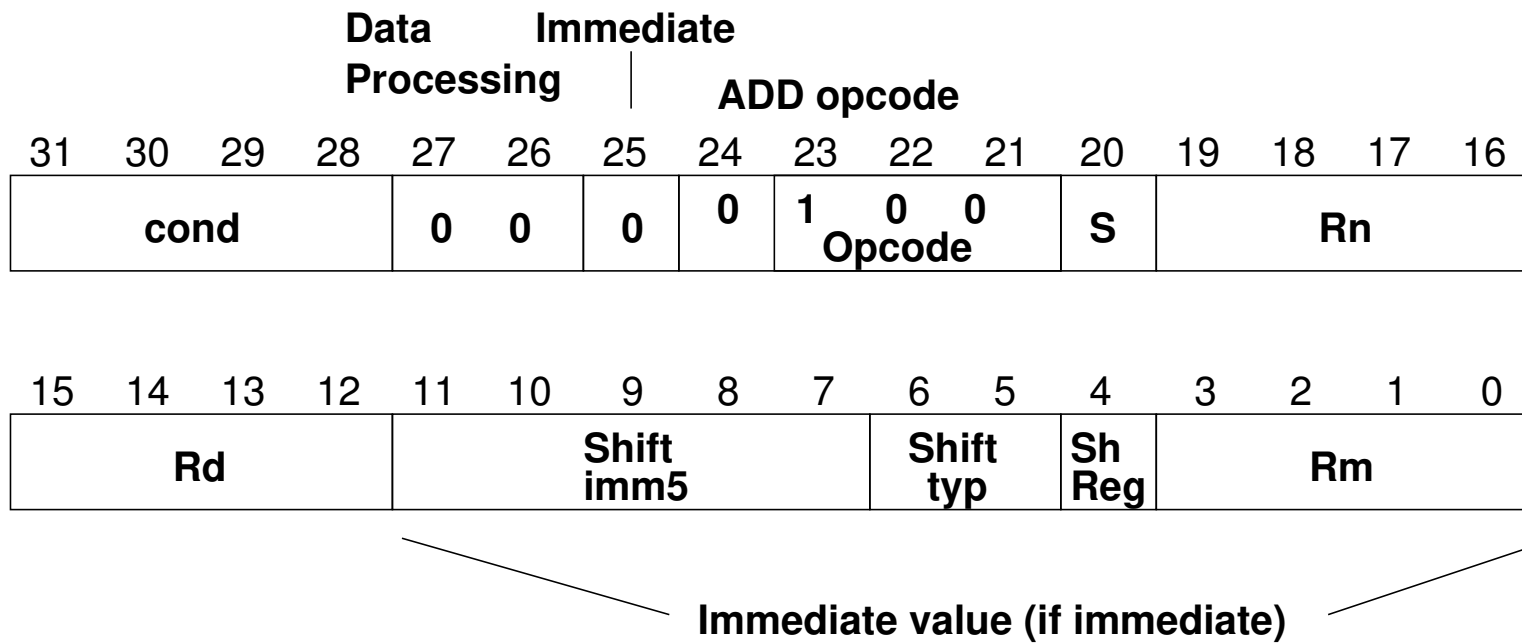 Data Immediate
Processing
ADD opcode
31 30 29 28 27 26 25 24 23 22 21 20 19 18 17 16
cond 0 0 0 0 1 0 0 S Rn
Opcode
15 14 13 12 11 10 9 8 7 6 5 4 3 2 1 0
Rd Shift imm5 Shift typ Sh Reg Rm
Immediate value (if immediate)